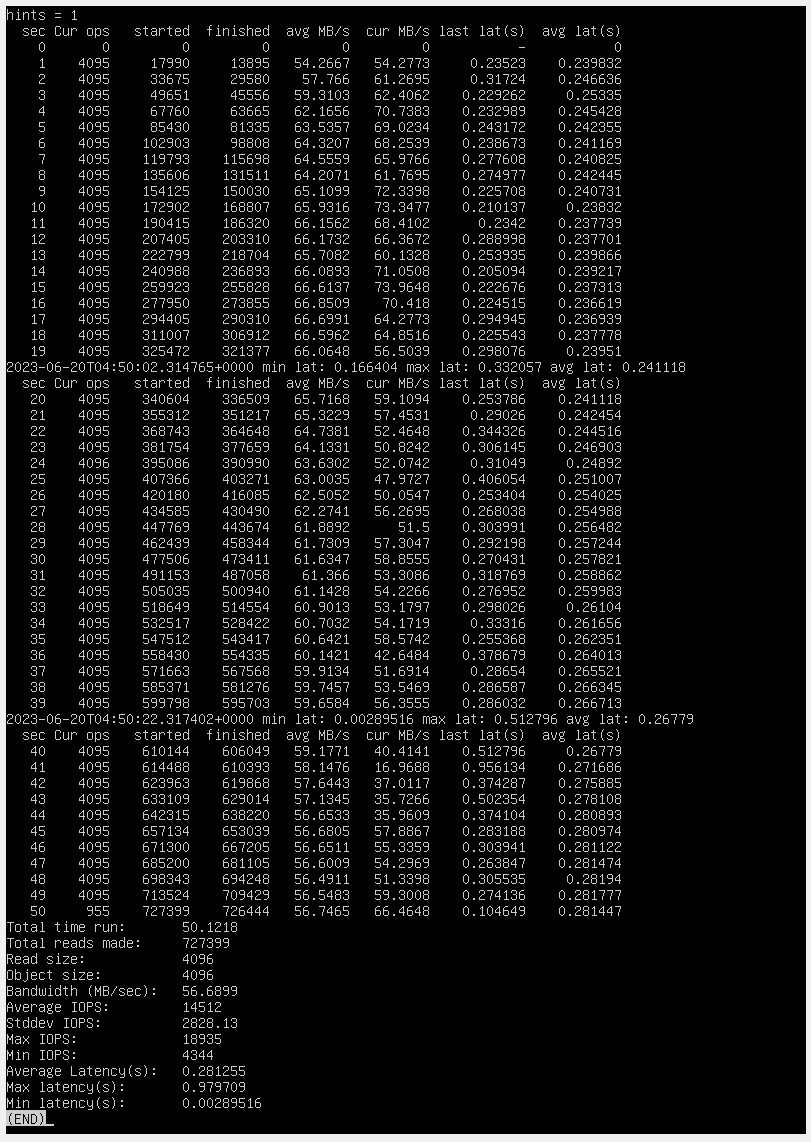 hints = 1
sec Cur ops started finished avg MB/s cur MB/s last lat(s) avg lat(s)
0 0 0 0 0 0 - 0
1 4095 17990 13895 54.2667 54.2773 0.23523 0.239832
2 4095 33675 29580 57.766 61.2695 0.31724 0.246636
3 4095 49651 45556 59.3103 62.4062 0.229262 0.25335
4 4095 67760 63665 62.1656 70.7383 0.232989 0.245428
5 4095 85430 81335 63.5357 69.0234 0.243172 0.242355
6 4095 102903 98808 64.3207 68.2539 0.238673 0.241169
7 4095 119793 115698 64.5559 65.9766 0.277608 0.240825
8 4095 135606 131511 64.2071 61.7695 0.274977 0.242445
9 4095 154125 150030 65.1099 72.3398 0.225708 0.240731
10 4095 172902 168807 65.9316 73.3477 0.210137 0.23832
11 4095 190415 186320 66.1562 68.4102 0.2342 0.237739
12 4095 207405 203310 66.1732 66.3672 0.288998 0.237701
13 4095 222799 218704 65.7082 60.1328 0.253935 0.239866
14 4095 240988 236893 66.0893 71.0508 0.205094 0.239217
15 4095 259923 255828 66.6137 73.9648 0.222676 0.237313
16 4095 277950 273855 66.8509 70.418 0.224515 0.236619
17 4095 294405 290310 66.6991 64.2773 0.294945 0.236939
18 4095 311007 306912 66.5962 64.8516 0.225543 0.237778
19 4095 325472 321377 66.0648 56.5039 0.298076 0.23951
2023-06-20T04:50:02.314765+0000 min lat: 0.166404 max lat: 0.332057 avg lat: 0.241118
sec Cur ops started finished avg MB/s cur MB/s last lat(s) avg lat(s)
20 4095 340604 336509 65.7168 59.1094 0.253786 0.241118
21 4095 355312 351217 65.3229 57.4531 0.29026 0.242454
22 4095 368743 364648 64.7381 52.4648 0.344326 0.244516
23 4095 381754 377659 64.1331 50.8242 0.306145 0.246903
24 4096 395086 390990 63.6302 52.0742 0.31049 0.24892
25 4095 407366 403271 63.0035 47.9727 0.406054 0.251007
26 4095 420180 416085 62.5052 50.0547 0.253404 0.254025
27 4095 434585 430490 62.2741 56.2695 0.268038 0.254988
28 4095 447769 443674 61.8892 51.5 0.303991 0.256482
29 4095 462439 458344 61.7309 57.3047 0.292198 0.257244
30 4095 477506 473411 61.6347 58.8555 0.270431 0.257821
31 4095 491153 487058 61.366 53.3086 0.318769 0.258862
32 4095 505035 500940 61.1428 54.2266 0.276952 0.259983
33 4095 518649 514554 60.9013 53.1797 0.298026 0.26104
34 4095 532517 528422 60.7032 54.1719 0.33316 0.261656
35 4095 547512 543417 60.6421 58.5742 0.255368 0.262351
36 4095 558430 554335 60.1421 42.6484 0.378679 0.264013
37 4095 571663 567568 59.9134 51.6914 0.28654 0.265521
38 4095 585371 581276 59.7457 53.5469 0.286587 0.266345
39 4095 599798 595703 59.6584 56.3555 0.286032 0.266713
2023-06-20T04:50:22.317402+0000 min lat: 0.00289516 max lat: 0.512796 avg lat: 0.26779
sec Cur ops started finished avg MB/s cur MB/s last lat(s) avg lat(s)
40 4095 610144 606049 59.1771 40.4141 0.512796 0.26779
41 4095 614488 610393 58.1476 16.9688 0.956134 0.271686
42 4095 623963 619868 57.6443 37.0117 0.374287 0.275885
43 4095 633109 629014 57.1345 35.7266 0.502354 0.278108
44 4095 642315 638220 56.6533 35.9609 0.374104 0.280893
45 4095 657134 653039 56.6805 57.8867 0.283188 0.280974
46 4095 671300 667205 56.6511 55.3359 0.303941 0.281122
47 4095 685200 681105 56.6009 54.2969 0.263847 0.281474
48 4095 698343 694248 56.4911 51.3398 0.305535 0.28194
49 4095 713524 709429 56.5483 59.3008 0.274136 0.281777
50 955 727399 726444 56.7465 66.4648 0.104649 0.281447
Total time run: 50.1218
Total reads made: 727399
Read size: 4096
Object size: 4096
Bandwidth (MB/sec): 56.6899
Average IOPS: 14512
Stddev IOPS: 2828.13
Max IOPS: 18935
Min IOPS: 4344
Average Latency(s): 0.281255
Max latency(s): 0.979709
Min latency(s): 0.00289516
(END)